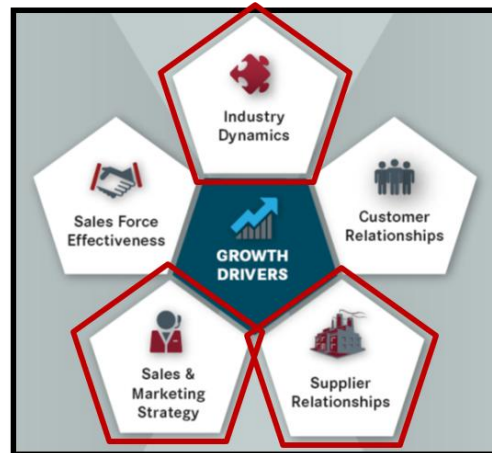 Industry
Dynamics
Sales Force
Effectiveness
Customer
Relationships
GROWTH
DRIVERS
Sales &
Marketing
Strategy
Supplier
Relationships